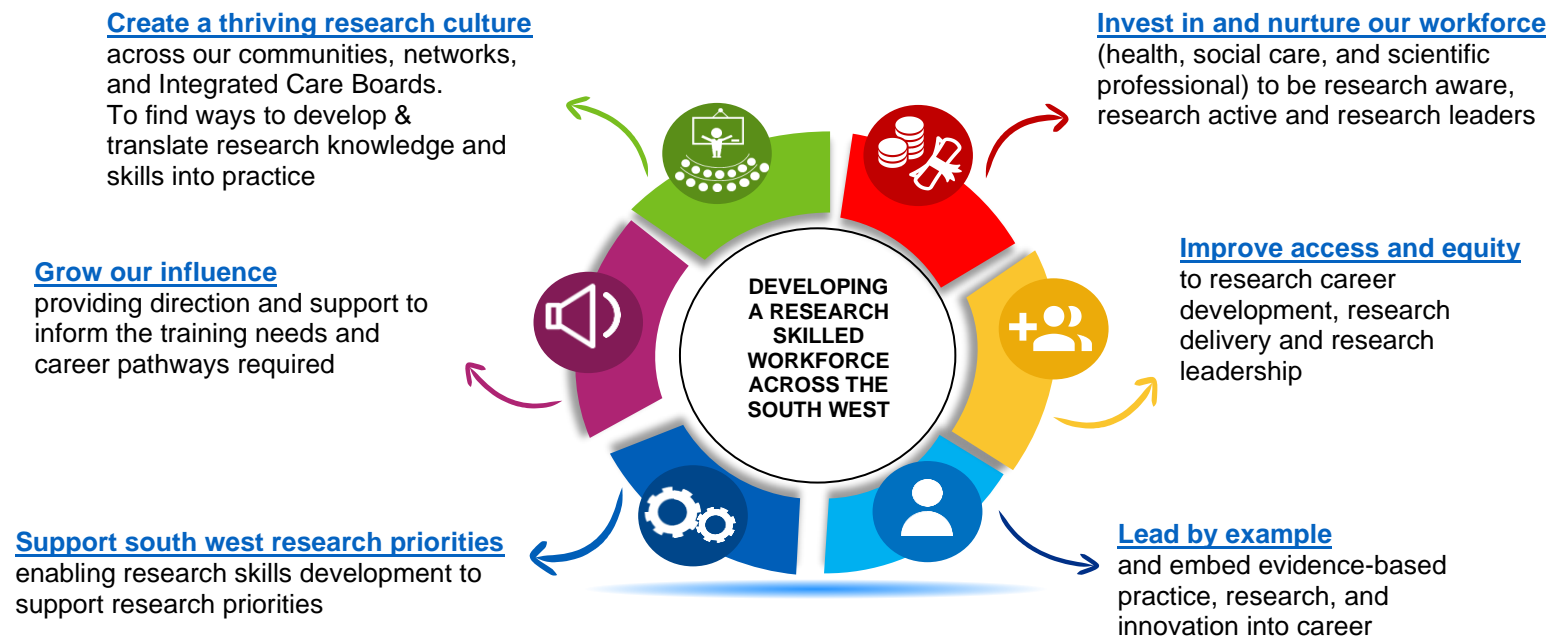 Create a thriving research culture
across our communities, networks,
and Integrated Care Boards.
To find ways to develop &
translate research knowledge and
skills into practice
Invest in and nurture our workforce
(health, social care, and scientific
professional) to be research aware,
research active and research leaders
Grow our influence
providing direction and support to
inform the training needs and
career pathways required
DEVELOPING
A RESEARCH
SKILLED
WORKFORCE
ACROSS THE
SOUTH WEST
Improve access and equity
to research career
development, research
delivery and research
leadership
Support south west research priorities
enabling research skills development to
support research priorities
Lead by example
and embed evidence-based
practice, research, and
innovation into career